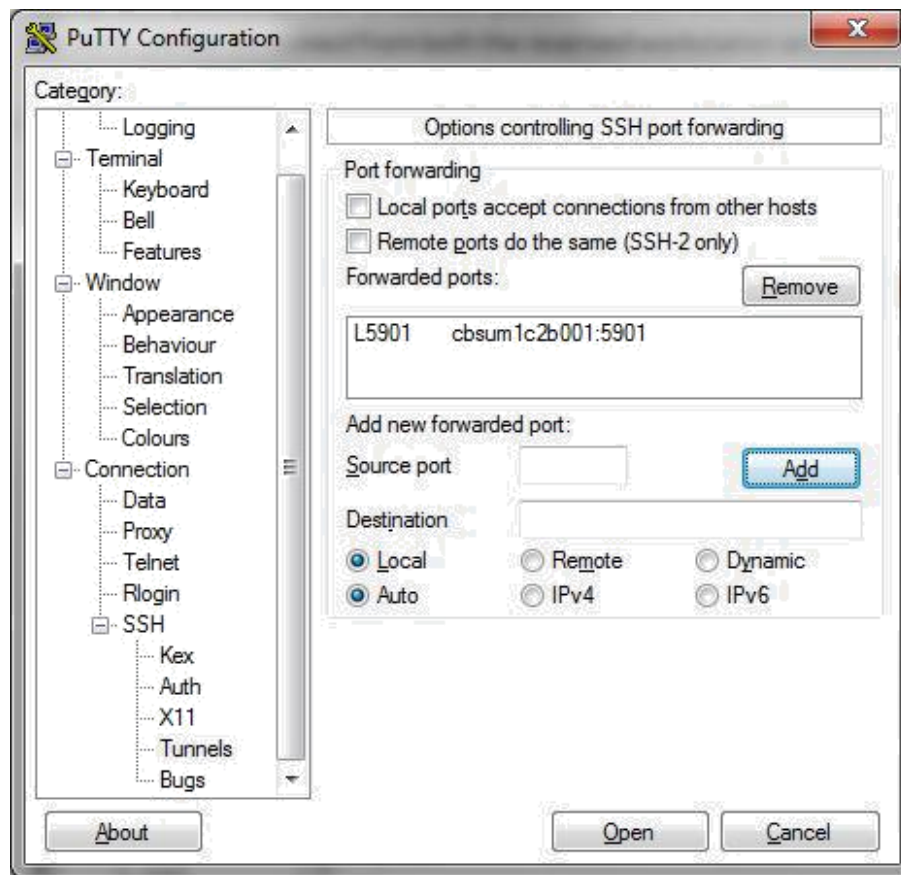 PuTTY Configuration
Category:
Logging
Terminal
Keyboard
Bell
Features
Window
Appearance
Behaviour
Translation
Selection
Colours
Connection
Data
Proxy
Telnet
Rlogin
SSH
Kex
Auth
X11
Tunnels
Bugs
Options controlling SSH port forwarding
Port forwarding
Local ports accept connections from other hosts
Remote ports do the same (SSH-2 only)
Forwarded ports:
Remove
L5901 cbsum1c2b001:5901
Add new forwarded port:
Source port
Add
Destination
Local Remote Dynamic
Auto IPv4 IPv6
About Open Cancel